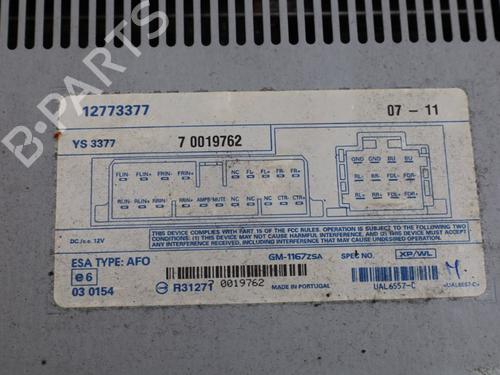 B-PARTS
12773377
07 - 11
YS 3377
7 0019762
FLIN- FLIN+ FRIN- FRIN+ NC FL- FL+ FR- FR+
RLIN- RLIN+ RRIN- RRIN+ AMPB MUTE NC NC CTR- CTR+
GND GND BU BU
RL- RR- FDL- FDR-
RL+ RR+ FDL+ FDR+
DC/⎓ 12V
THIS DEVICE COMPLIES WITH PART 15 OF THE FCC RULES. OPERATION IS SUBJECT TO THE FOLLOWING TWO CONDITIONS:
(1) THIS DEVICE MAY NOT CAUSE HARMFUL INTERFERENCE, AND (2) THIS DEVICE MUST ACCEPT ANY
INTERFERENCE RECEIVED, INCLUDING INTERFERENCE THAT MAY CAUSE UNDESIRED OPERATION.
ESA TYPE: AFO
GM-1167ZSA
SPEC NO.
XP/WL
e6
03 0154
R31277
7 0019762
MADE IN PORTUGAL
UAL6557-C
<UAL6557-C>